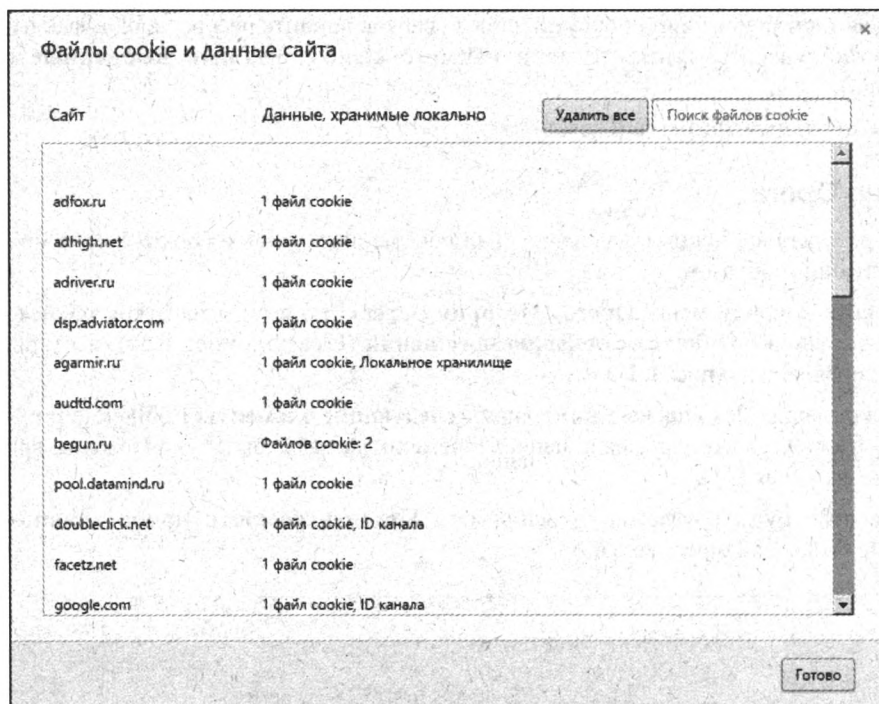 Файлы cookie и данные сайта
×
Сайт Данные, хранимые локально Удалить все Поиск файлов cookie
adfox.ru 1 файл cookie
adhigh.net 1 файл cookie
adriver.ru 1 файл cookie
dsp.adviator.com 1 файл cookie
agarmir.ru 1 файл cookie, Локальное хранилище
audtd.com 1 файл cookie
begun.ru Файлов cookie: 2
pool.datamind.ru 1 файл cookie
doubleclick.net 1 файл cookie, ID канала
facetz.net 1 файл cookie
google.com 1 файл cookie, ID канала
Готово